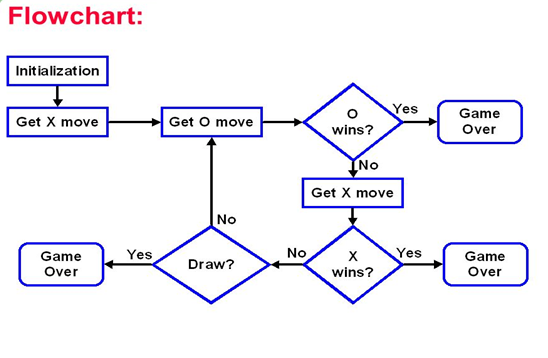 Flowchart:
Initialization
Get X move
Get O move
O
wins?
Yes
Game
Over
No
Get X move
X
wins?
Yes
Game
Over
No
Draw?
No
Yes
Game
Over